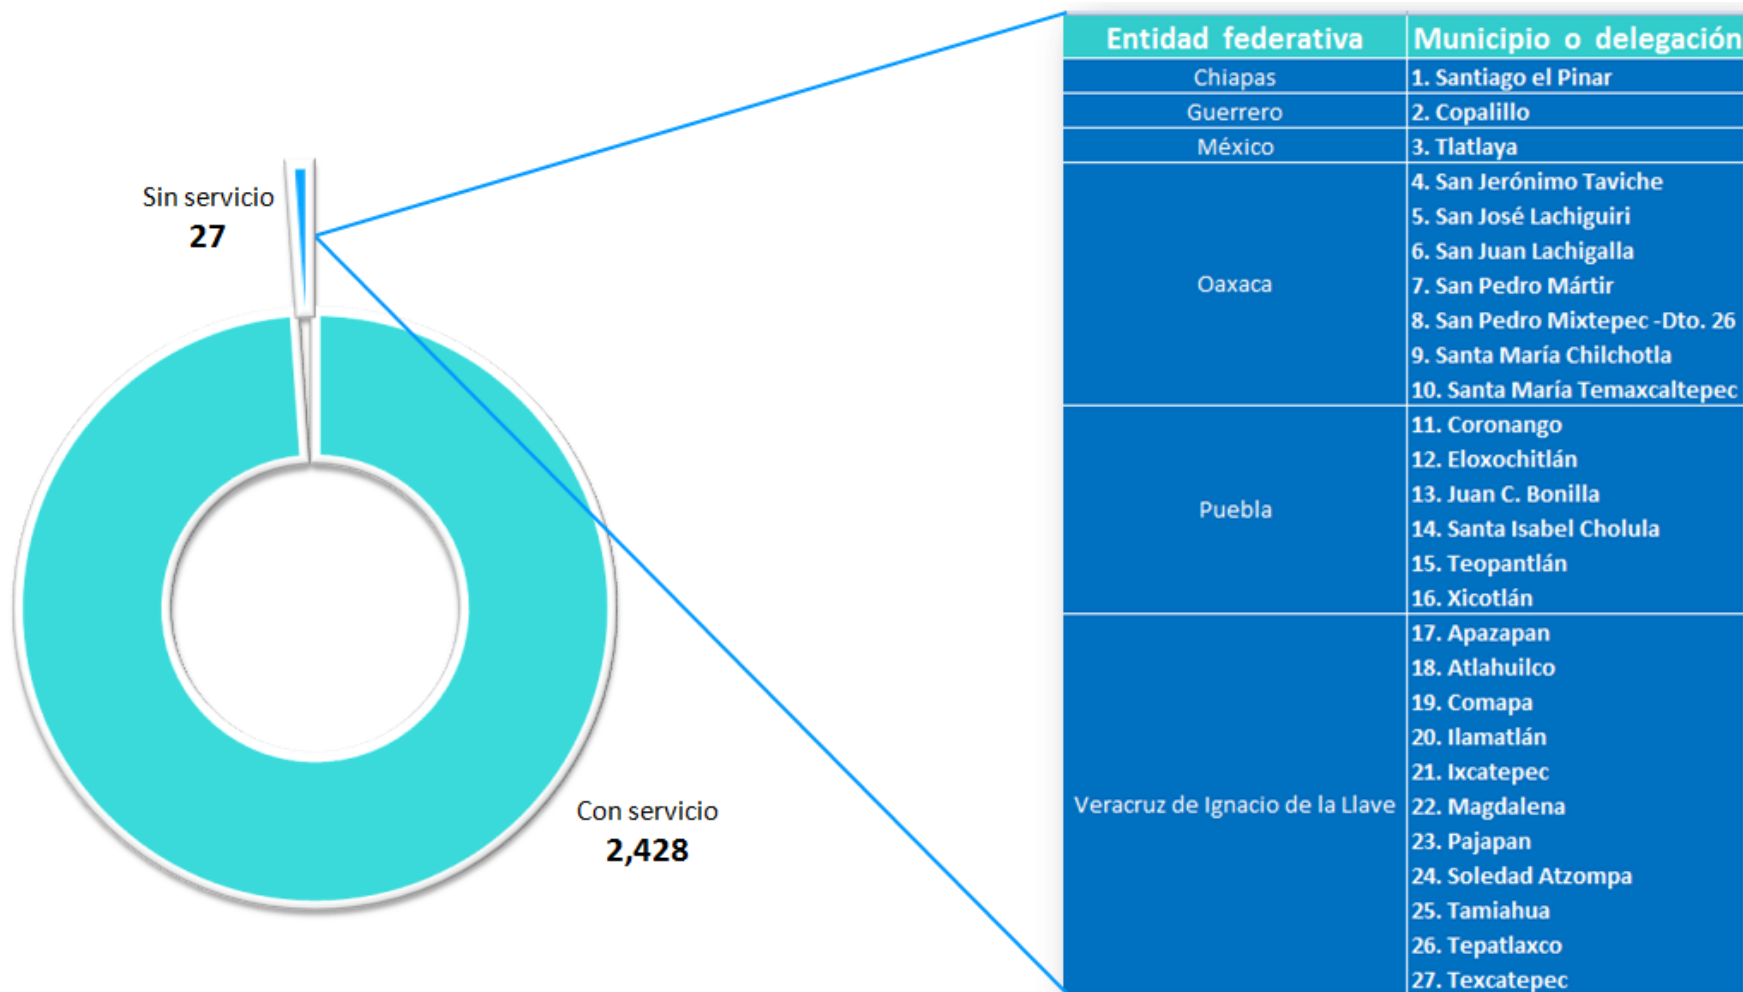 Sin servicio
27
Con servicio
2,428
Entidad federativa
Municipio o delegación
Chiapas
1. Santiago el Pinar
Guerrero
2. Copalillo
México
3. Tlatlaya
Oaxaca
4. San Jerónimo Taviche
5. San José Lachiguiri
6. San Juan Lachigalla
7. San Pedro Mártir
8. San Pedro Mixtepec -Dto. 26
9. Santa María Chilchotla
10. Santa María Temaxcaltepec
Puebla
11. Coronango
12. Eloxochitlán
13. Juan C. Bonilla
14. Santa Isabel Cholula
15. Teopantlán
16. Xicotlán
Veracruz de Ignacio de la Llave
17. Apazapan
18. Atlahuilco
19. Comapa
20. Ilamatlán
21. Ixcatepec
22. Magdalena
23. Pajapan
24. Soledad Atzompa
25. Tamiahua
26. Tepatlaxco
27. Texcatepec